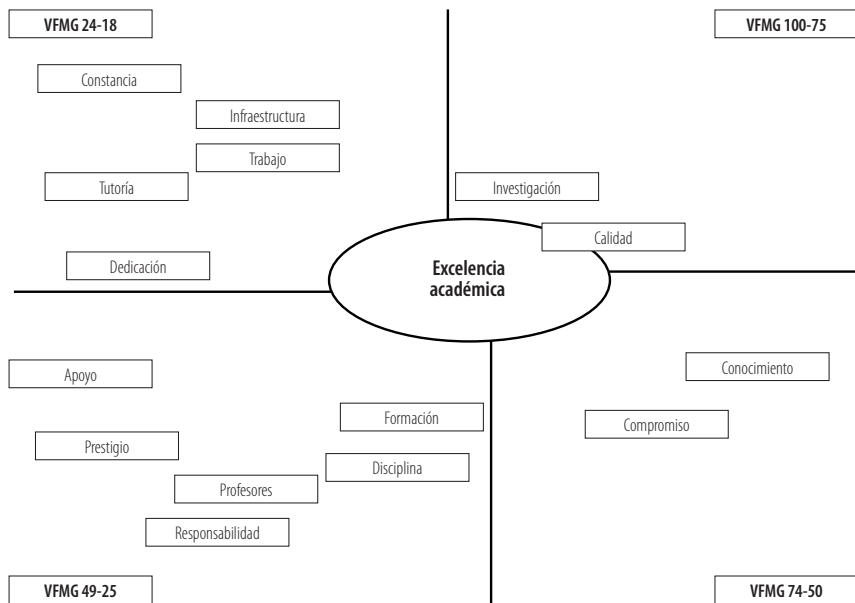 VFMG 24-18
VFMG 100-75
Constancia
Infraestructura
Trabajo
Tutoría
Investigación
Calidad
Dedicación
Excelencia
académica
Apoyo
Conocimiento
Formación
Compromiso
Prestigio
Disciplina
Profesores
Responsabilidad
VFMG 49-25
VFMG 74-50